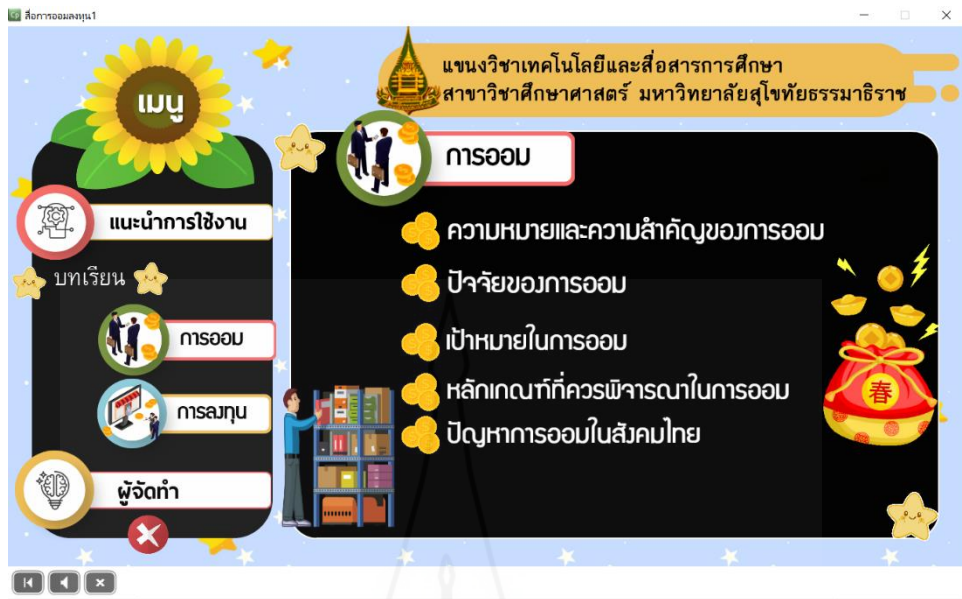 สื่อการออมลงทุน1
แขนงวิชาเทคโนโลยีและสื่อสารการศึกษา
สาขาวิชาศึกษาศาสตร์ มหาวิทยาลัยสุโขทัยธรรมาธิราช
เมนู
แนะนำการใช้งาน
บทเรียน
การออม
การลงทุน
ผู้จัดทำ
การออม
ความหมายและความสำคัญของการออม
ปัจจัยของการออม
เป้าหมายในการออม
หลักเกณฑ์ที่ควรพิจารณาในการออม
ปัญหาการออมในสังคมไทย
春